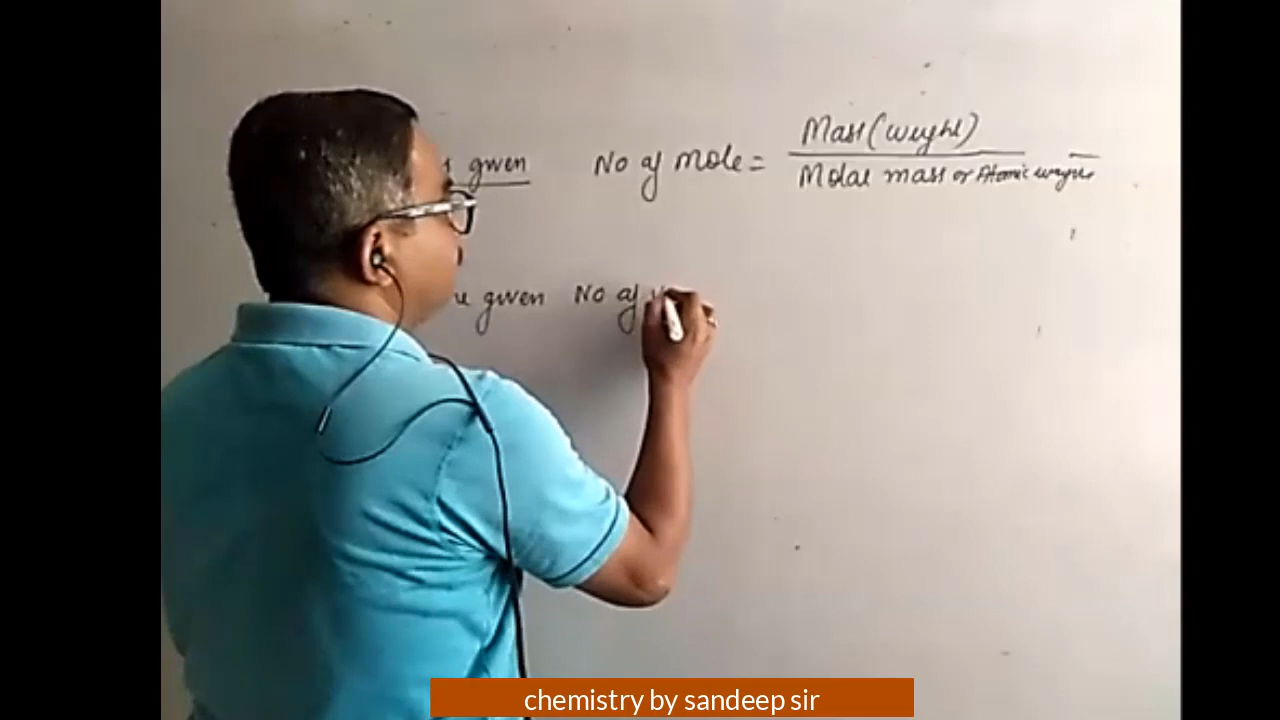 given No of mole = Mass (weight)
Molar mass or Atomic weight
given No of
chemistry by sandeep sir